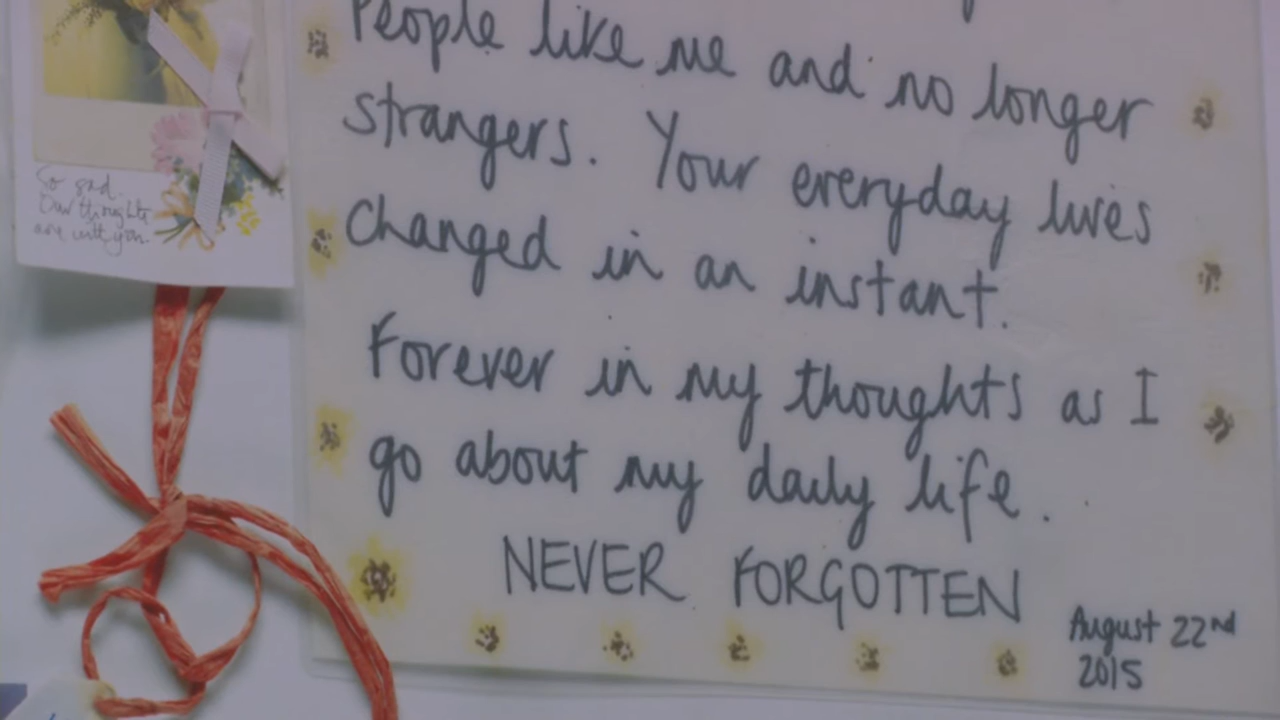 So sad.
Our thoughts
are with you.
People like me and no longer
strangers. Your everyday lives
Changed in an instant.
Forever in my thoughts as I
go about my daily life.
NEVER FORGOTTEN
August 22nd
2015